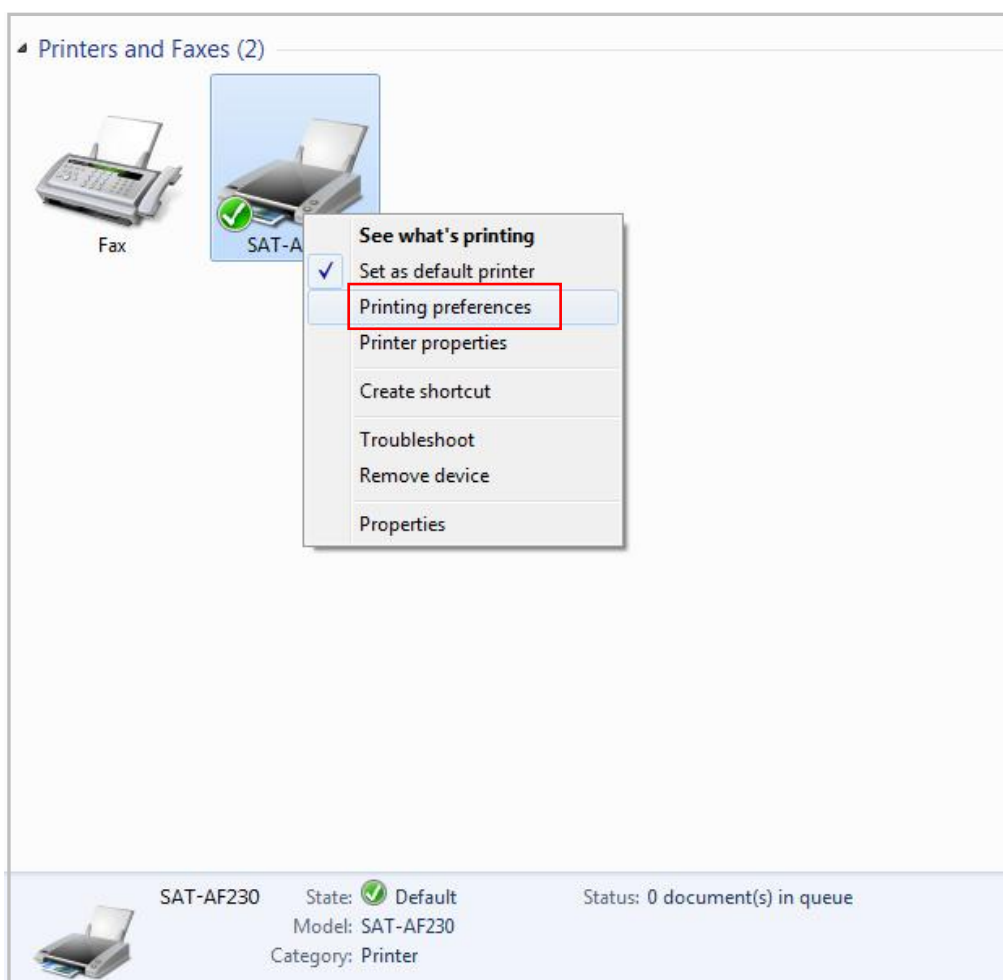 Printers and Faxes (2)
Fax
SAT-A
See what's printing
Set as default printer
Printing preferences
Printer properties
Create shortcut
Troubleshoot
Remove device
Properties
SAT-AF230 State: Default Status: 0 document(s) in queue
Model: SAT-AF230
Category: Printer